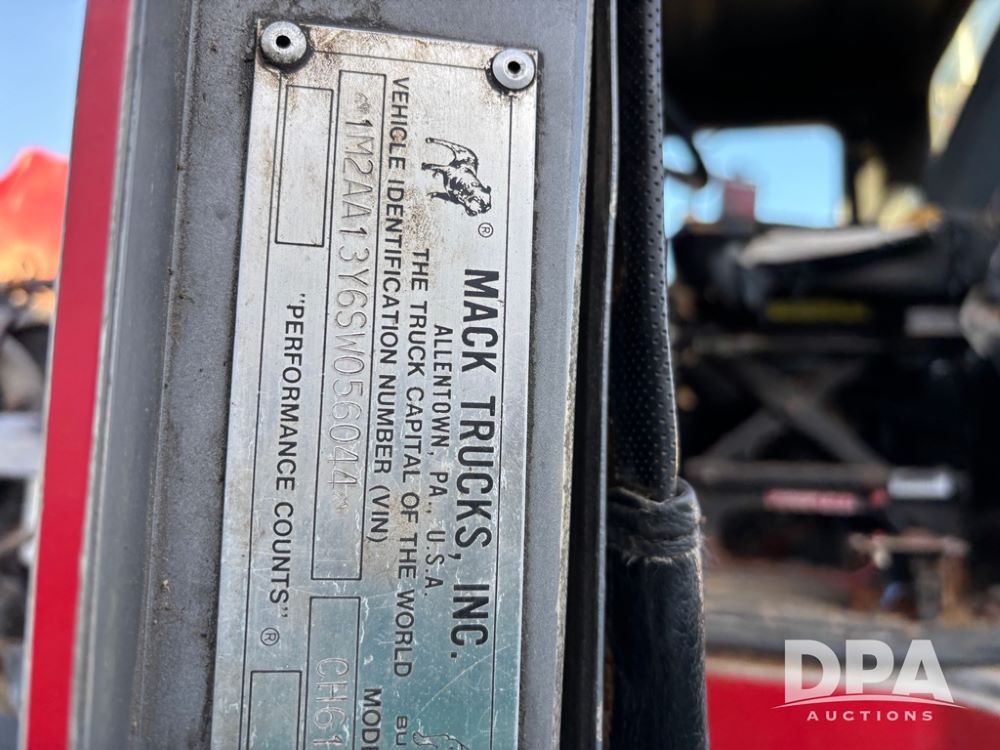 ®
MACK TRUCKS, INC.
ALLENTOWN, PA., U.S.A.
THE TRUCK CAPITAL OF THE WORLD
VEHICLE IDENTIFICATION NUMBER (VIN)
1M2AA13Y6SW056044
"PERFORMANCE COUNTS" ®
CH61
DPA
AUCTIONS